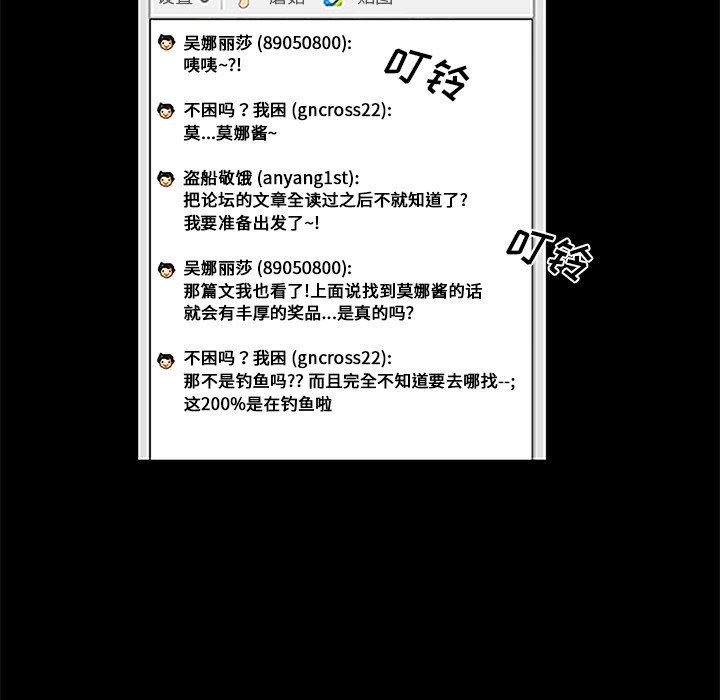 设置 磨始 贴图
吴娜丽莎 (89050800):
咦咦~?!
叮铃
不困吗？我困 (gncross22):
莫...莫娜酱~
盗船敬饿 (anyang1st):
把论坛的文章全读过之后不就知道了?
我要准备出发了~!
叮铃
吴娜丽莎 (89050800):
那篇文我也看了!上面说找到莫娜酱的话
就会有丰厚的奖品...是真的吗?
不困吗？我困 (gncross22):
那不是钓鱼吗?? 而且完全不知道要去哪找--;
这200%是在钓鱼啦